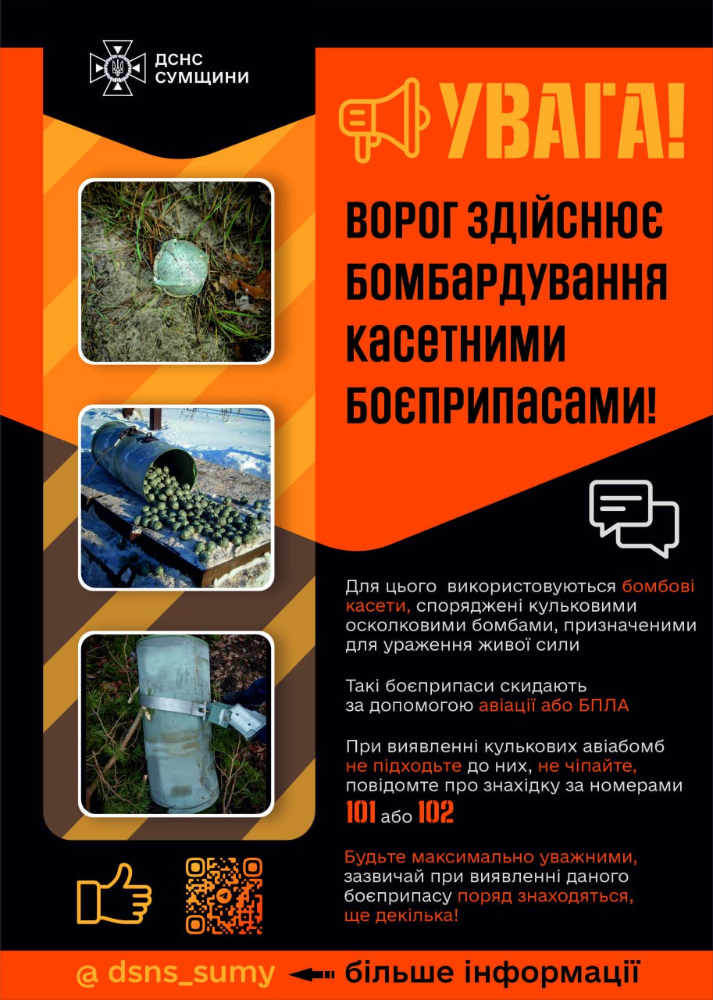 ДСНС
СУМЩИНИ
УВАГА!
ВОРОГ ЗДІЙСНЮЄ
БОМБАРДУВАННЯ
КАСЕТНИМИ
БОЄПРИПАСАМИ!
Для цього використовуються бомбові
касети, споряджені кульковими
осколковими бомбами, призначеними
для ураження живої сили
Такі боєприпаси скидають
за допомогою авіації або БПЛА
При виявленні кулькових авіабомб
не підходьте до них, не чіпайте,
повідомте про знахідку за номерами
101 або 102
Будьте максимально уважними,
зазвичай при виявленні даного
боєприпасу поряд знаходяться,
ще декілька!
@ dsns_sumy більше інформації